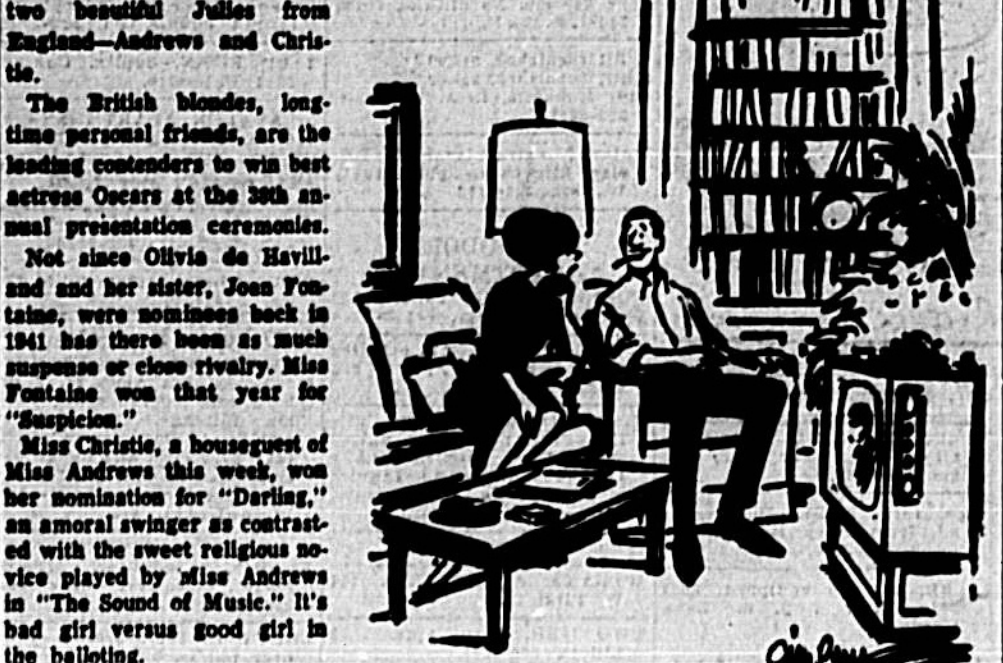 two beautiful Julies from
England—Andrews and Chris-
tie.
The British blondes, long-
time personal friends, are the
leading contenders to win best
actress Oscars at the 38th an-
nual presentation ceremonies.
Not since Olivia de Havill-
and and her sister, Joan Fon-
taine, were nominees back in
1941 has there been as much
suspense or close rivalry. Miss
Fontaine won that year for
"Suspicion."
Miss Christie, a houseguest of
Miss Andrews this week, won
her nomination for "Darling,"
an amoral swinger as contrast-
ed with the sweet religious no-
vice played by Miss Andrews
in "The Sound of Music." It's
bad girl versus good girl in
the balloting.